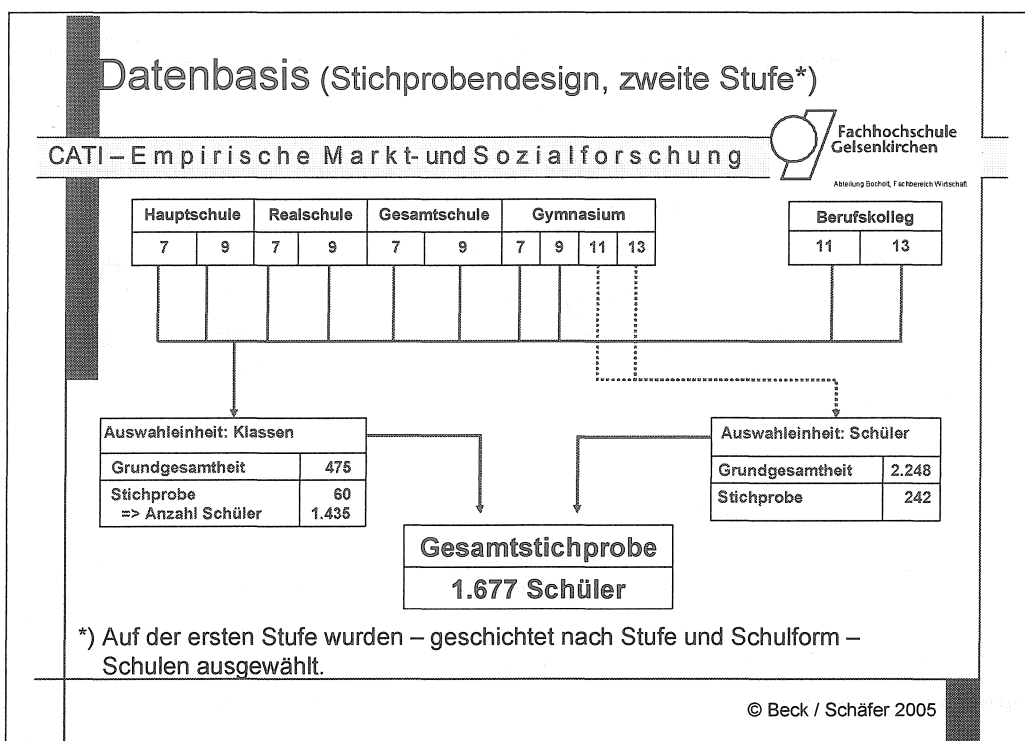 Datenbasis (Stichprobendesign, zweite Stufe*)
CATI – Empirische Markt- und Sozialforschung
Fachhochschule
Gelsenkirchen
Abteilung Bocholt, Fachbereich Wirtschaft
Hauptschule Realschule Gesamtschule Gymnasium Berufskolleg
7 9 7 9 7 9 7 9 11 13 11 13
Auswahleinheit: Klassen
Grundgesamtheit 475
Stichprobe 60
=> Anzahl Schüler 1.435
Auswahleinheit: Schüler
Grundgesamtheit 2.248
Stichprobe 242
Gesamtstichprobe
1.677 Schüler
*) Auf der ersten Stufe wurden – geschichtet nach Stufe und Schulform –
Schulen ausgewählt.
© Beck / Schäfer 2005